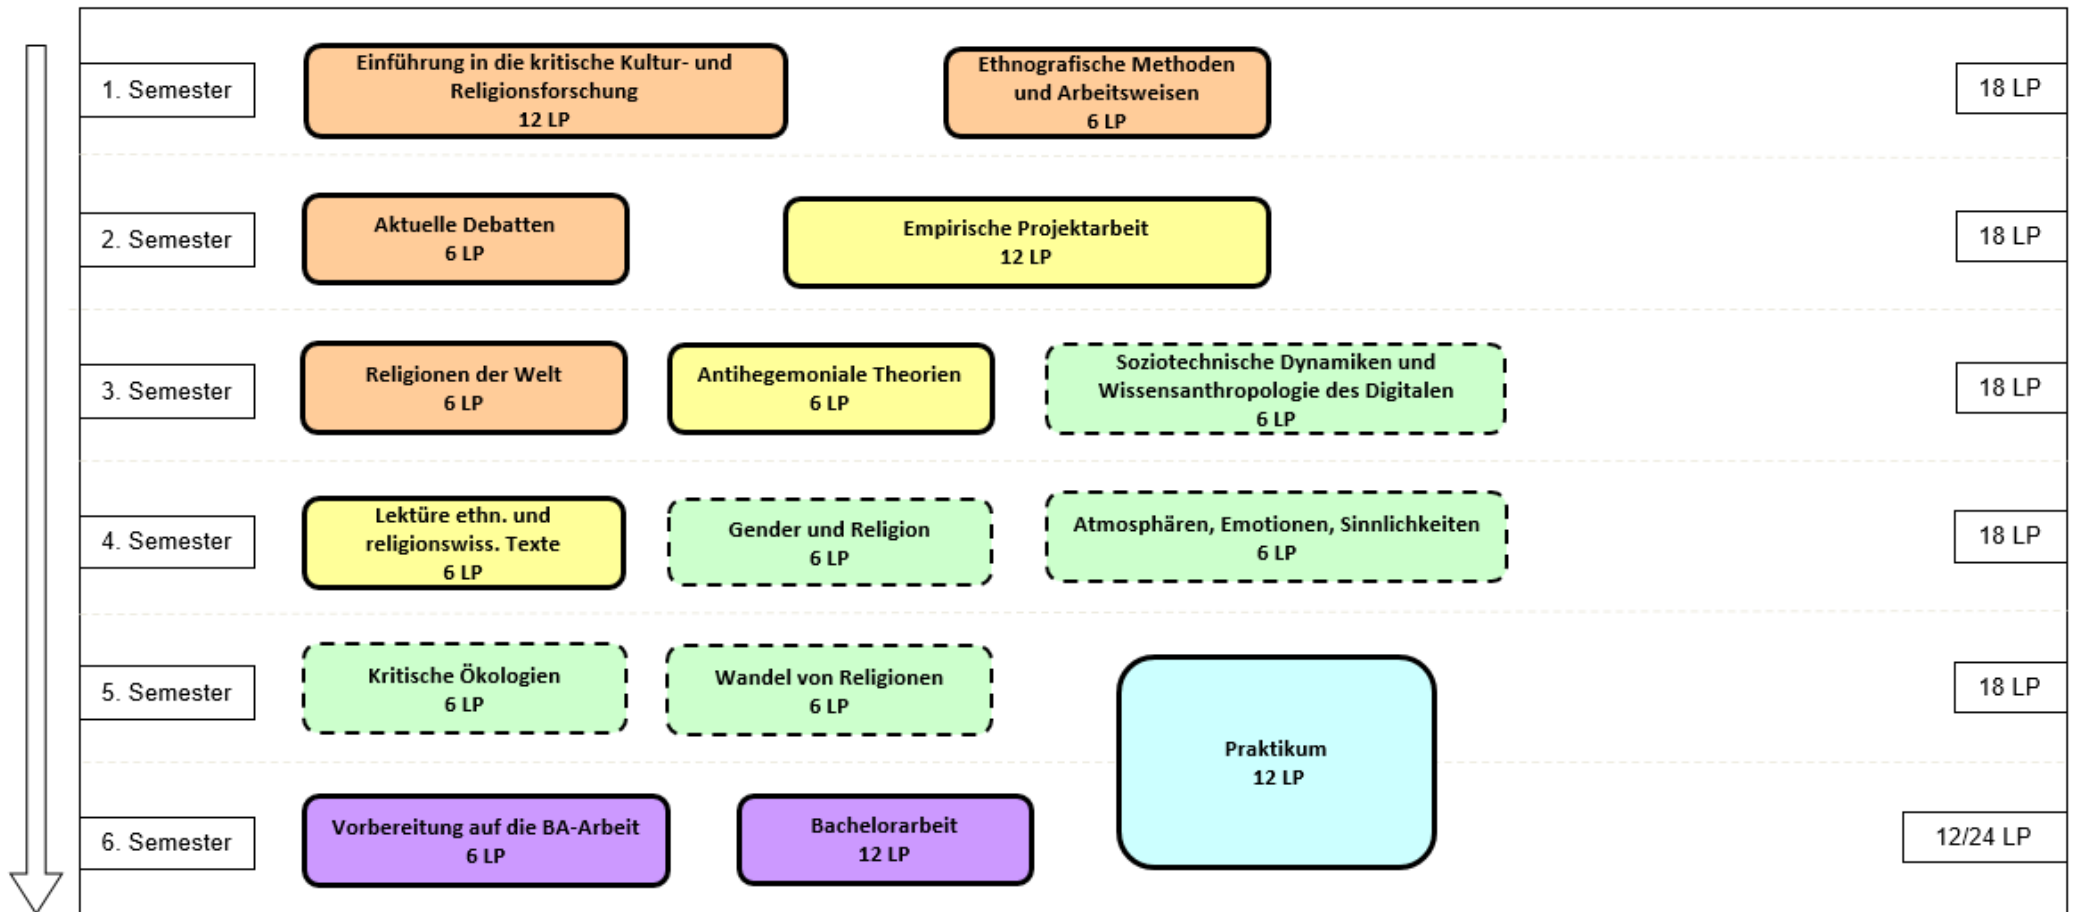 1. Semester
Einführung in die kritische Kultur- und
Religionsforschung
12 LP
Ethnografische Methoden
und Arbeitsweisen
6 LP
18 LP
2. Semester
Aktuelle Debatten
6 LP
Empirische Projektarbeit
12 LP
18 LP
3. Semester
Religionen der Welt
6 LP
Antihegemoniale Theorien
6 LP
Soziotechnische Dynamiken und
Wissensanthropologie des Digitalen
6 LP
18 LP
4. Semester
Lektüre ethn. und
religionswiss. Texte
6 LP
Gender und Religion
6 LP
Atmosphären, Emotionen, Sinnlichkeiten
6 LP
18 LP
5. Semester
Kritische Ökologien
6 LP
Wandel von Religionen
6 LP
Praktikum
12 LP
18 LP
6. Semester
Vorbereitung auf die BA-Arbeit
6 LP
Bachelorarbeit
12 LP
12/24 LP